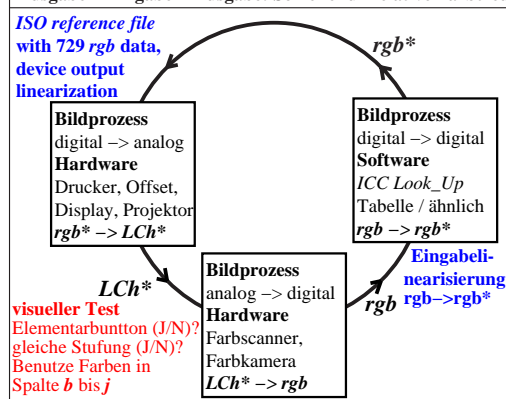 ISO reference file
with 729 rgb data,
device output
linearization
rgb*
Bildprozess
digital –> analog
Hardware
Drucker, Offset,
Display, Projektor
rgb* –> LCh*
Bildprozess
digital –> digital
Software
ICC Look_Up
Tabelle / ähnlich
rgb –> rgb*
LCh*
Bildprozess
analog –> digital
Hardware
Farbscanner,
Farbkamera
LCh* –> rgb
rgb
Eingabeli-
nearisierung
rgb–>rgb*
visueller Test
Elementarbuntton (J/N)?
gleiche Stufung (J/N)?
Benutze Farben in
Spalte b bis j